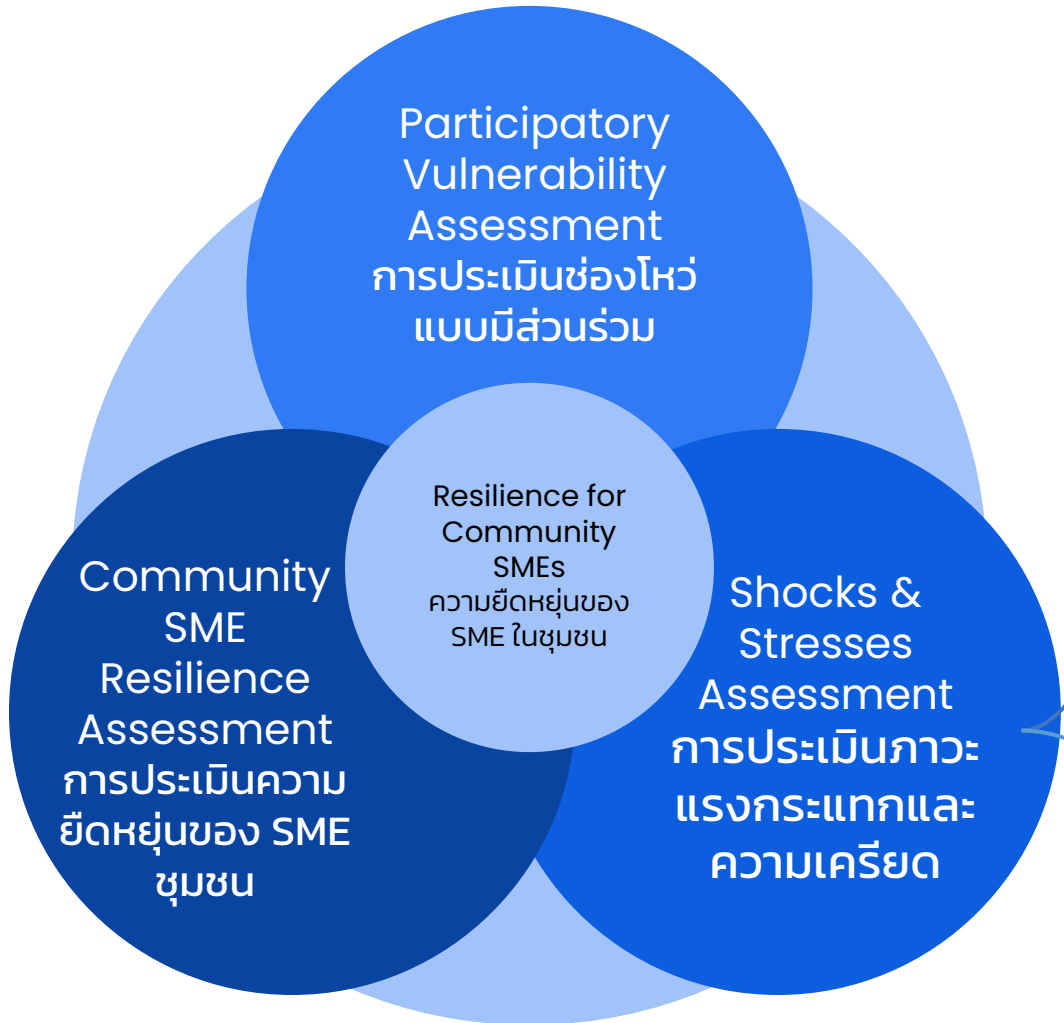 Participatory
Vulnerability
Assessment
การประเมินช่องโหว่
แบบมีส่วนร่วม
Resilience for
Community
SMEs
ความยืดหยุ่นของ
SME ในชุมชน
Community
SME
Resilience
Assessment
การประเมินความ
ยืดหยุ่นของ SME
ชุมชน
Shocks &
Stresses
Assessment
การประเมินภาวะ
แรงกระแทกและ
ความเครียด